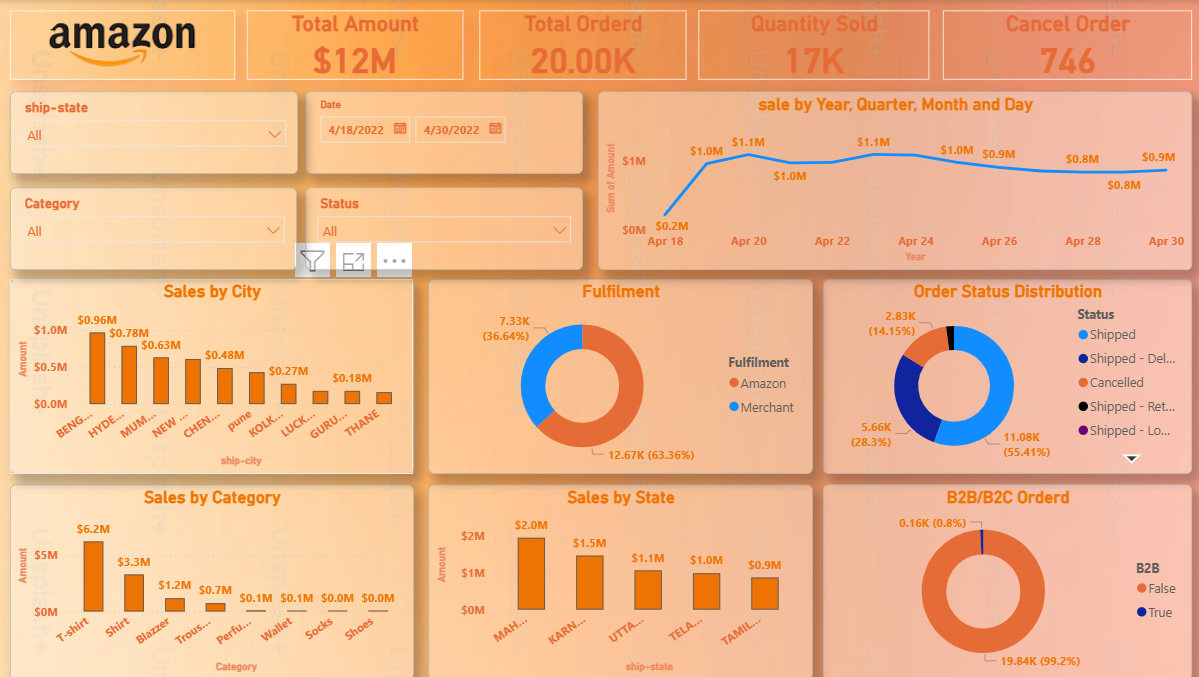 amazon
Total Amount
$12M
Total Orderd
20.00K
Quantity Sold
17K
Cancel Order
746
ship-state
All
Date
4/18/2022
4/30/2022
Category
All
Status
All
sale by Year, Quarter, Month and Day
Sum of Amount
$1M
$0M
$0.2M
$1.0M
$1.1M
$1.0M
$1.1M
$1.0M
$0.9M
$0.8M
$0.8M
$0.9M
Apr 18
Apr 20
Apr 22
Apr 24
Apr 26
Apr 28
Apr 30
Year
Sales by City
Amount
$1.0M
$0.5M
$0.0M
$0.96M
$0.78M
$0.63M
$0.48M
$0.27M
$0.18M
BENG...
HYDE...
MUM...
NEW ...
CHEN...
pune
KOLK...
LUCK...
GURU...
THANE
ship-city
Fulfilment
7.33K
(36.64%)
12.67K (63.36%)
Fulfilment
Amazon
Merchant
Order Status Distribution
2.83K
(14.15%)
5.66K
(28.3%)
11.08K
(55.41%)
Status
Shipped
Shipped - Del...
Cancelled
Shipped - Ret...
Shipped - Lo...
Sales by Category
Amount
$5M
$0M
$6.2M
$3.3M
$1.2M
$0.7M
$0.1M
$0.1M
$0.0M
$0.0M
T-shirt
Shirt
Blazzer
Trous...
Perfu...
Wallet
Socks
Shoes
Category
Sales by State
Amount
$2M
$1M
$0M
$2.0M
$1.5M
$1.1M
$1.0M
$0.9M
MAH...
KARN...
UTTA...
TELA...
TAMIL...
ship-state
B2B/B2C Orderd
0.16K (0.8%)
19.84K (99.2%)
B2B
False
True